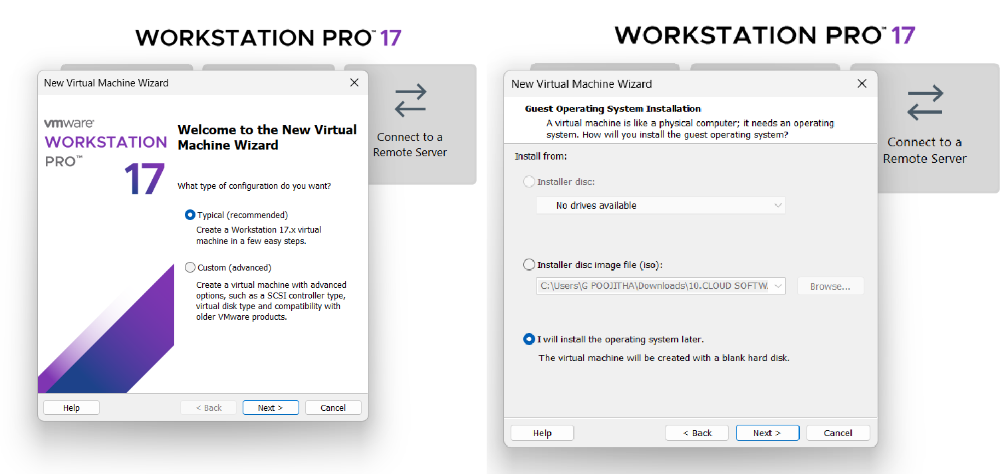 WORKSTATION PRO™ 17
New Virtual Machine Wizard
vmware®
WORKSTATION
PRO™
17
Welcome to the New Virtual
Machine Wizard
What type of configuration do you want?
Typical (recommended)
Create a Workstation 17.x virtual
machine in a few easy steps.
Custom (advanced)
Create a virtual machine with advanced
options, such as a SCSI controller type,
virtual disk type and compatibility with
older VMware products.
Help
< Back
Next >
Cancel
Connect to a
Remote Server
WORKSTATION PRO™ 17
New Virtual Machine Wizard
Guest Operating System Installation
A virtual machine is like a physical computer; it needs an operating
system. How will you install the guest operating system?
Install from:
Installer disc:
No drives available
Installer disc image file (iso):
C:\Users\G POOJITHA\Downloads\10.CLOUD SOFTW.
Browse...
I will install the operating system later.
The virtual machine will be created with a blank hard disk.
Help
< Back
Next >
Cancel
Connect to a
Remote Server